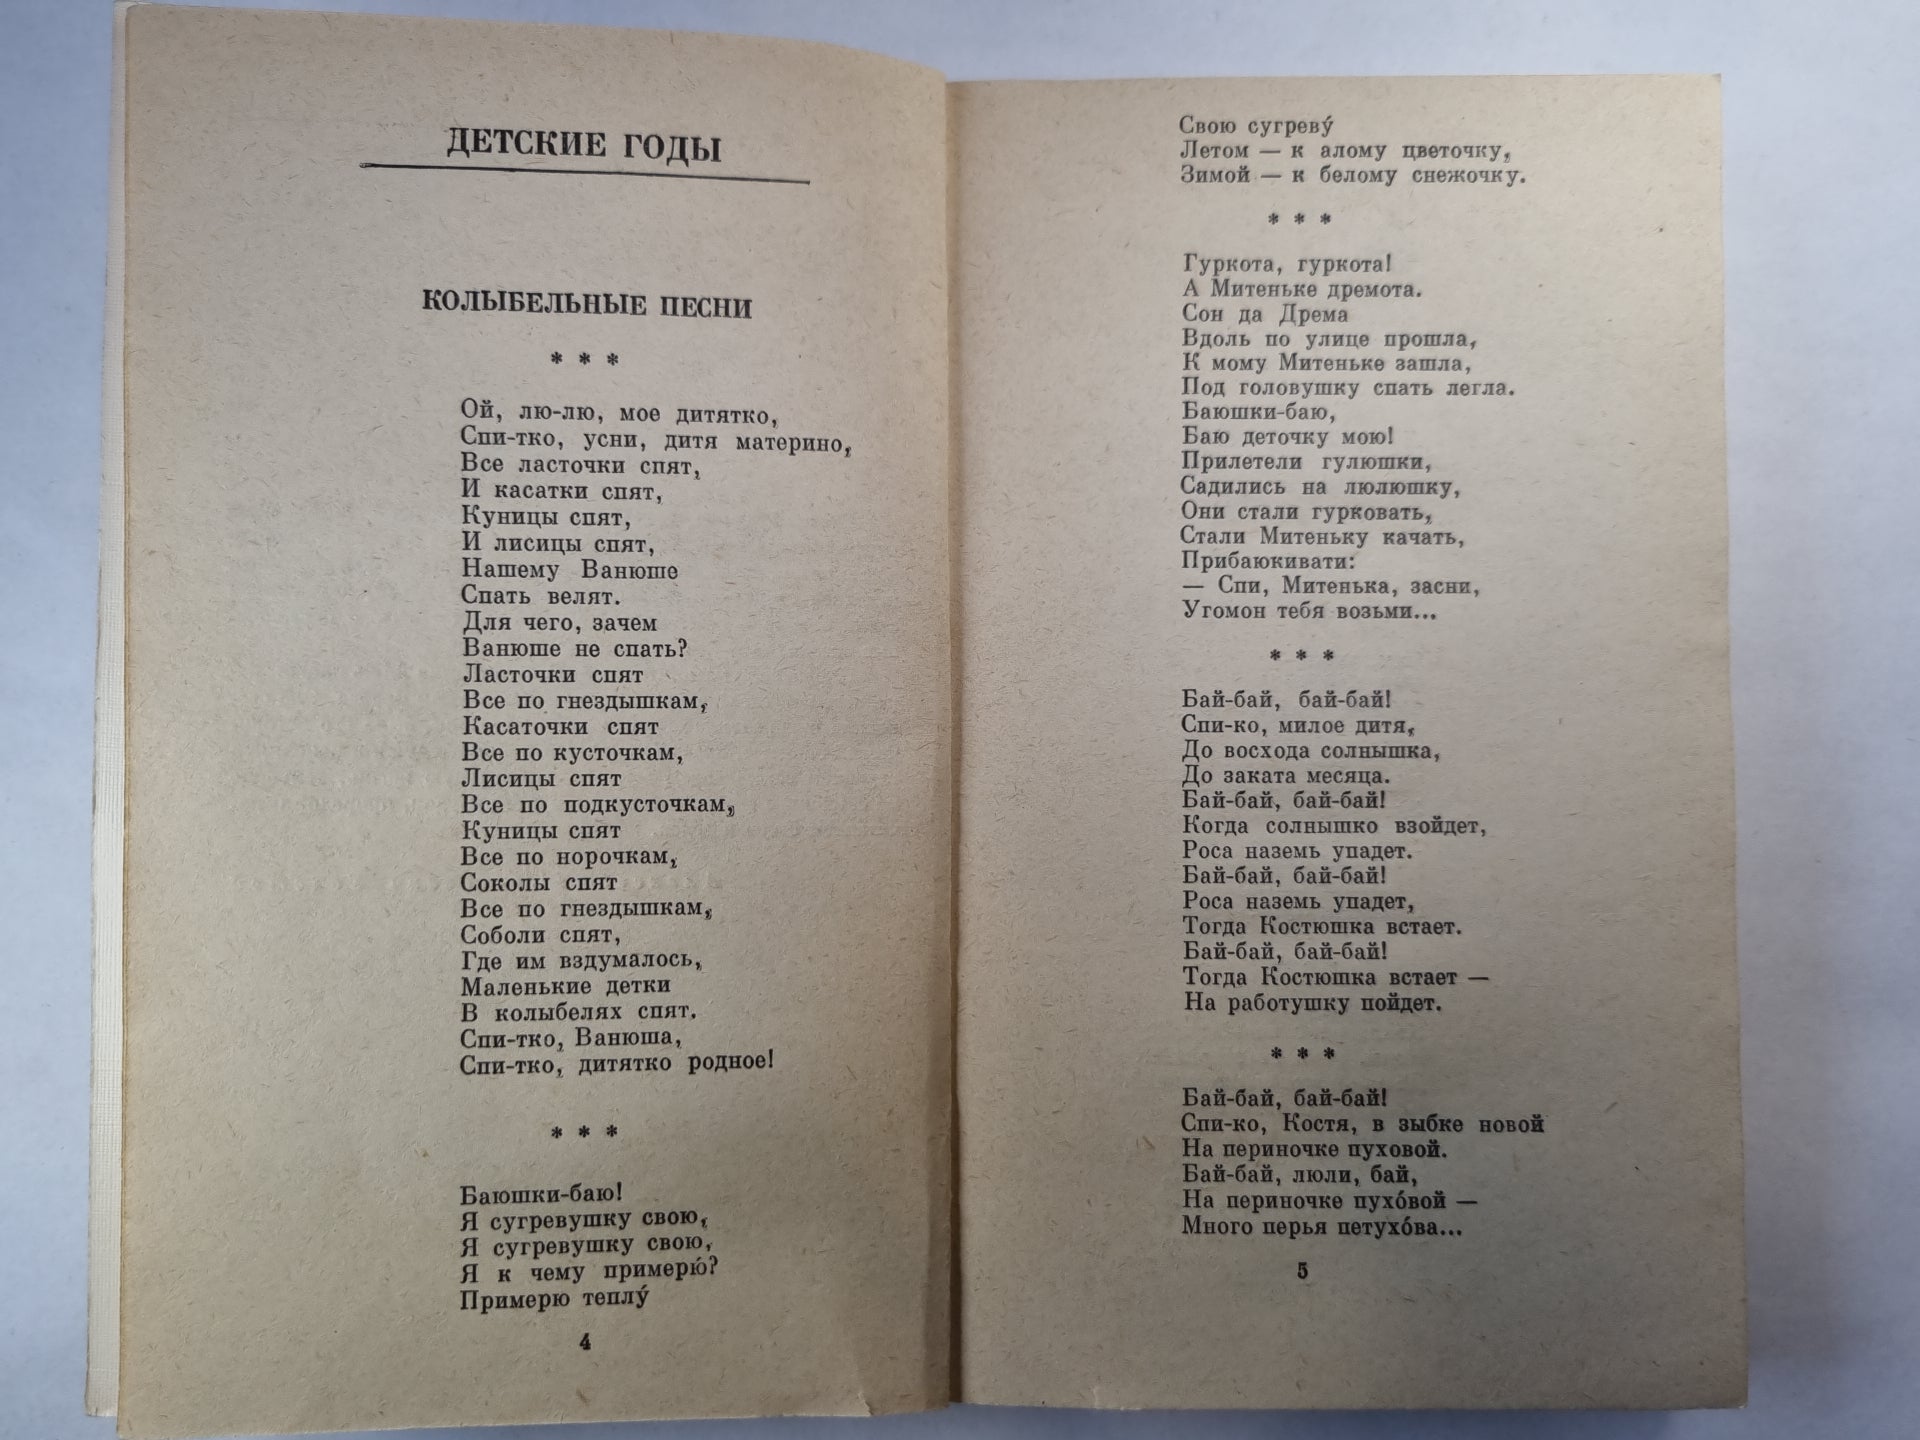 ДЕТСКИЕ ГОДЫ
КОЛЫБЕЛЬНЫЕ ПЕСНИ
* * *
Ой, лю-лю, мое дитятко,
Спи-тко, усни, дитя материно,
Все ласточки спят,
И касатки спят,
Куницы спят,
И лисицы спят,
Нашему Ванюше
Спать велят.
Для чего, зачем
Ванюше не спать?
Ласточки спят
Все по гнездышкам,
Касаточки спят
Все по кусточкам,
Лисицы спят
Все по подкусточкам,
Куницы спят
Все по норочкам,
Соколы спят
Все по гнездышкам,
Соболи спят,
Где им вздумалось,
Маленькие детки
В колыбелях спят.
Спи-тко, Ванюша,
Спи-тко, дитятко родное!
* * *
Баюшки-баю!
Я сугревушку свою,
Я сугревушку свою,
Я к чему примерю́?
Примерю теплу́
4
Свою сугреву́
Летом — к алому цветочку,
Зимой — к белому снежочку.
* * *
Гуркота, гуркота!
А Митеньке дремота.
Сон да Дрема
Вдоль по улице прошла,
К мому Митеньке зашла,
Под головушку спать легла.
Баюшки-баю,
Баю деточку мою!
Прилетели гулюшки,
Садились на люлюшку,
Они стали гурковать,
Стали Митеньку качать,
Прибаюкивати:
— Спи, Митенька, засни,
Угомон тебя возьми...
* * *
Бай-бай, бай-бай!
Спи-ко, милое дитя,
До восхода солнышка,
До заката месяца.
Бай-бай, бай-бай!
Когда солнышко взойдет,
Роса наземь упадет.
Бай-бай, бай-бай!
Роса наземь упадет,
Тогда Костюшка встает.
Бай-бай, бай-бай!
Тогда Костюшка встает —
На работушку пойдет.
* * *
Бай-бай, бай-бай!
Спи-ко, Костя, в зыбке новой
На периночке пуховой.
Бай-бай, люли, бай,
На периночке пухо́вой —
Много перья петухо́ва...
5